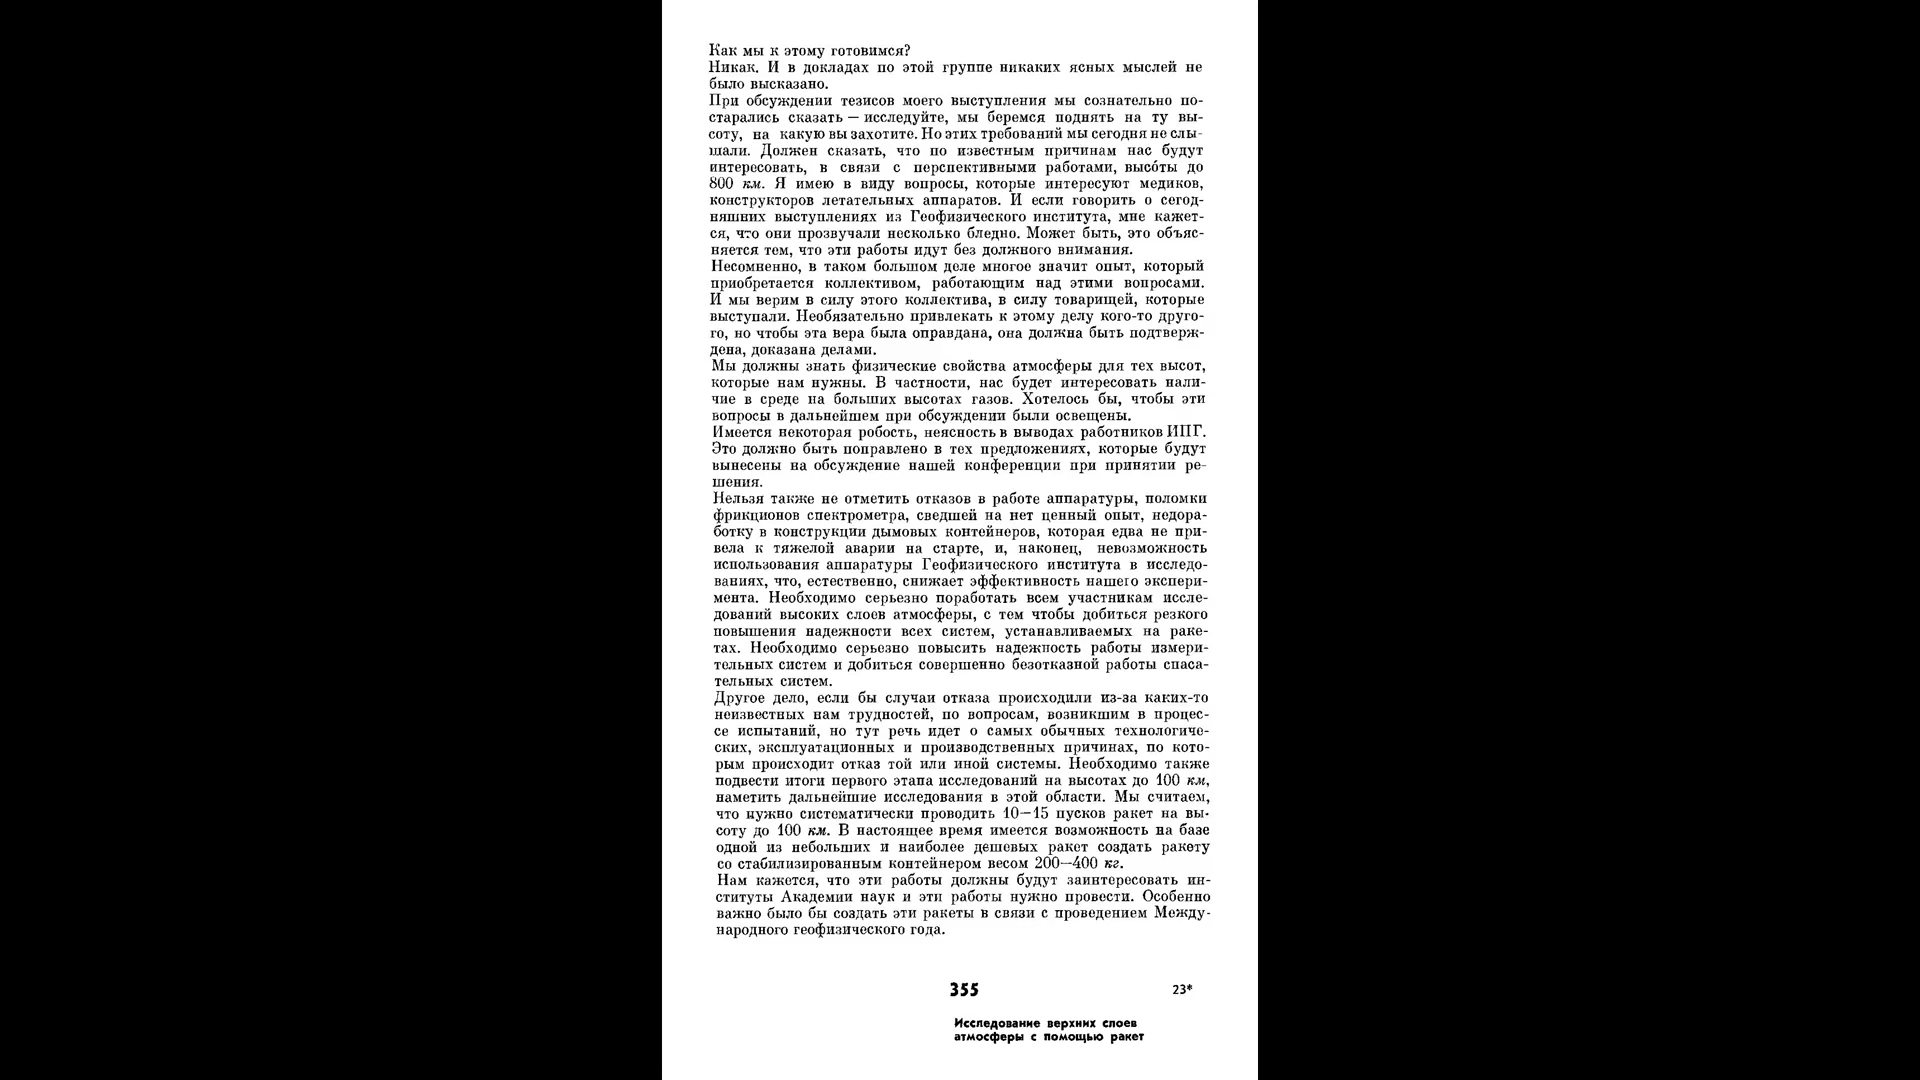 Как мы к этому готовимся?
Никак. И в докладах по этой группе никаких ясных мыслей не
было высказано.
При обсуждении тезисов моего выступления мы сознательно по-
старались сказать — исследуйте, мы беремся поднять на ту вы-
соту, на какую вы захотите. Но этих требований мы сегодня не слы-
шали. Должен сказать, что по известным причинам нас будут
интересовать, в связи с перспективными работами, высо́ты до
800 км. Я имею в виду вопросы, которые интересуют медиков,
конструкторов летательных аппаратов. И если говорить о сегод-
няшних выступлениях из Геофизического института, мне кажет-
ся, что они прозвучали несколько бледно. Может быть, это объяс-
няется тем, что эти работы идут без должного внимания.
Несомненно, в таком большом деле многое значит опыт, который
приобретается коллективом, работающим над этими вопросами.
И мы верим в силу этого коллектива, в силу товарищей, которые
выступали. Необязательно привлекать к этому делу кого-то друго-
го, но чтобы эта вера была оправдана, она должна быть подтверж-
дена, доказана делами.
Мы должны знать физические свойства атмосферы для тех высот,
которые нам нужны. В частности, нас будет интересовать нали-
чие в среде на больших высотах газов. Хотелось бы, чтобы эти
вопросы в дальнейшем при обсуждении были освещены.
Имеется некоторая робость, неясность в выводах работников ИПГ.
Это должно быть поправлено в тех предложениях, которые будут
вынесены на обсуждение нашей конференции при принятии ре-
шения.
Нельзя также не отметить отказов в работе аппаратуры, поломки
фрикционов спектрометра, сведшей на нет ценный опыт, недора-
ботку в конструкции дымовых контейнеров, которая едва не при-
вела к тяжелой аварии на старте, и, наконец, невозможность
использования аппаратуры Геофизического института в исследо-
ваниях, что, естественно, снижает эффективность нашего экспери-
мента. Необходимо серьезно поработать всем участникам иссле-
дований высоких слоев атмосферы, с тем чтобы добиться резкого
повышения надежности всех систем, устанавливаемых на раке-
тах. Необходимо серьезно повысить надежность работы измери-
тельных систем и добиться совершенно безотказной работы спаса-
тельных систем.
Другое дело, если бы случаи отказа происходили из-за каких-то
неизвестных нам трудностей, по вопросам, возникшим в процес-
се испытаний, но тут речь идет о самых обычных технологиче-
ских, эксплуатационных и производственных причинах, по кото-
рым происходит отказ той или иной системы. Необходимо также
подвести итоги первого этапа исследований на высотах до 100 км,
наметить дальнейшие исследования в этой области. Мы считаем,
что нужно систематически проводить 10—15 пусков ракет на вы-
соту до 100 км. В настоящее время имеется возможность на базе
одной из небольших и наиболее дешевых ракет создать ракету
со стабилизированным контейнером весом 200—400 кг.
Нам кажется, что эти работы должны будут заинтересовать ин-
ституты Академии наук и эти работы нужно провести. Особенно
важно было бы создать эти ракеты в связи с проведением Между-
народного геофизического года.
355 23*
Исследование верхних слоев
атмосферы с помощью ракет